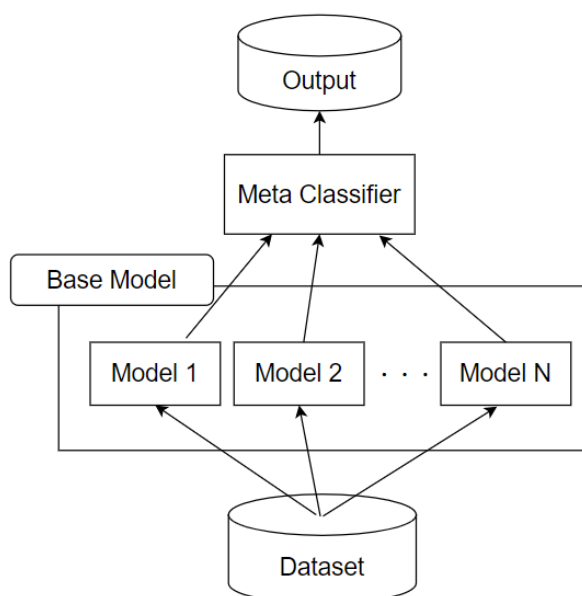 Output
Meta Classifier
Base Model
Model 1
Model 2
. . .
Model N
Dataset